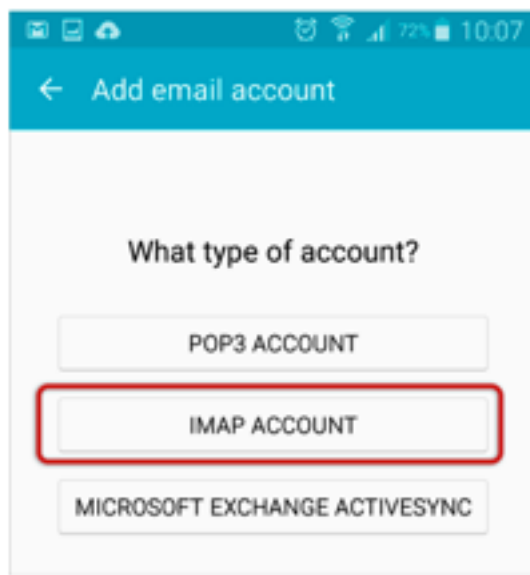 72% 10:07
Add email account
What type of account?
POP3 ACCOUNT
IMAP ACCOUNT
MICROSOFT EXCHANGE ACTIVESYNC